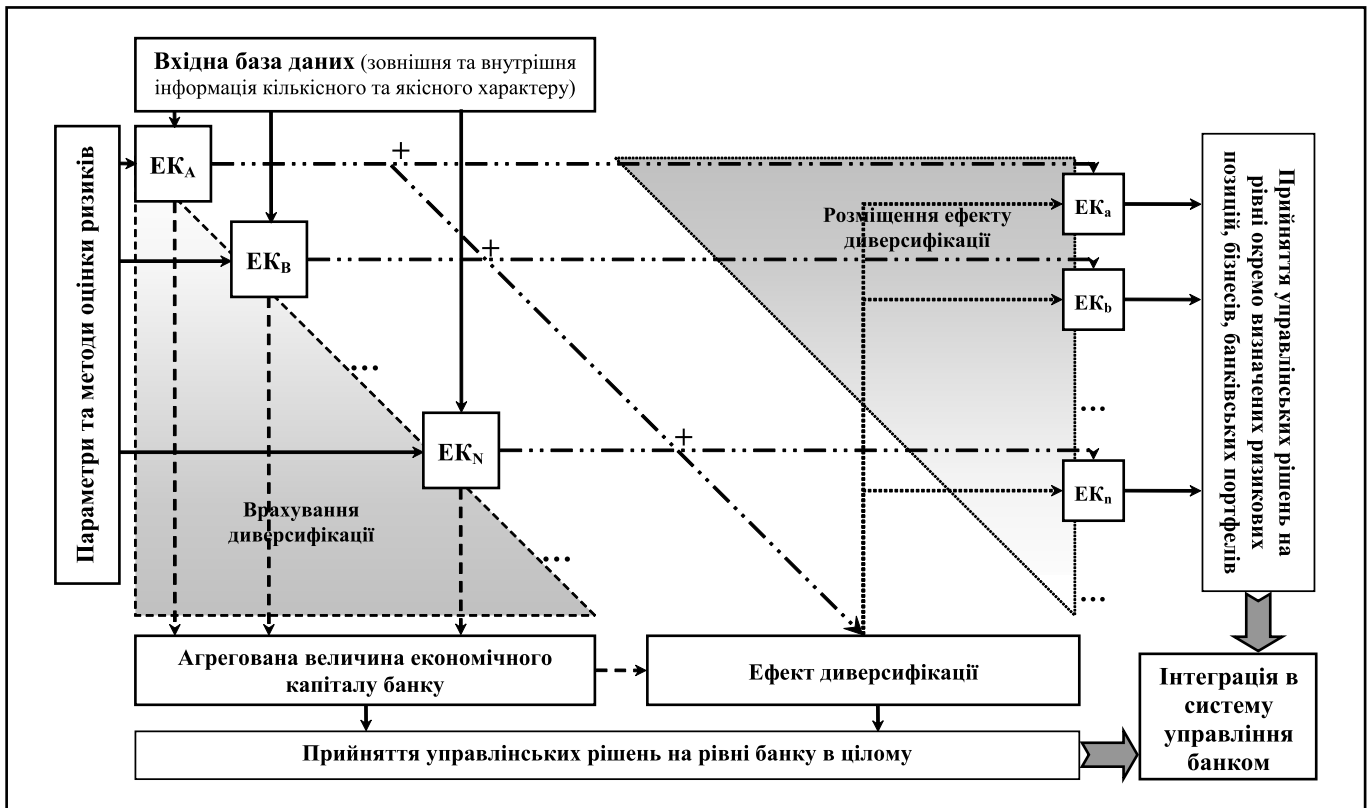 Вхідна база даних (зовнішня та внутрішня
інформація кількісного та якісного характеру)
Параметри та методи оцінки ризиків
ЕКA
+
ЕКB
+
...
ЕКN
+
Врахування
диверсифікації
...
Розміщення ефекту
диверсифікації
ЕКa
ЕКb
...
ЕКn
...
Прийняття управлінських рішень на
рівні окремо визначених ризикових
позицій, бізнесів, банківських портфелів
Агрегована величина економічного
капіталу банку
Ефект диверсифікації
Прийняття управлінських рішень на рівні банку в цілому
Інтеграція в
систему
управління
банком